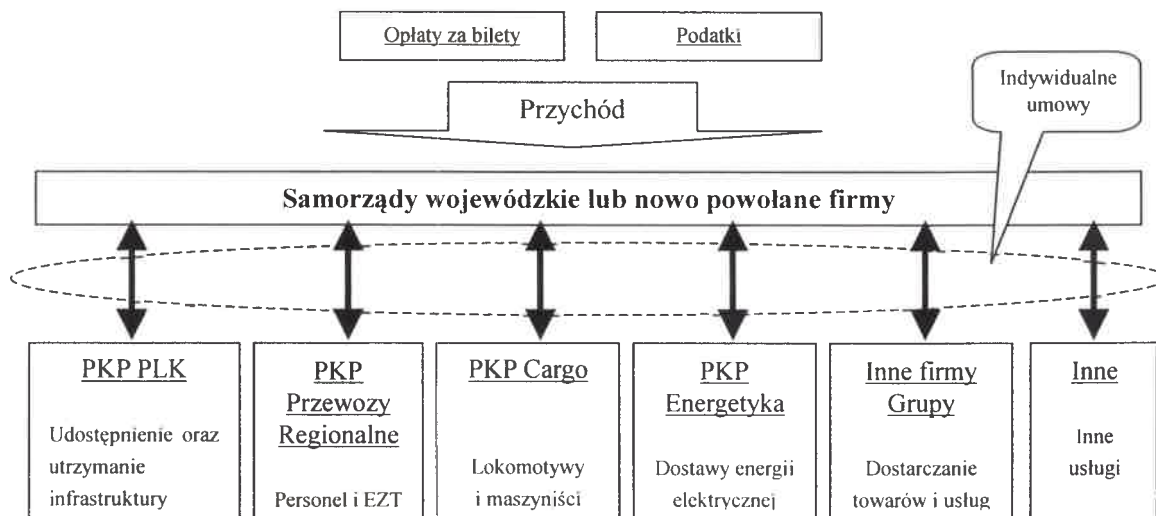 Opłaty za bilety
Podatki
Indywidualne
umowy
Przychód
Samorządy wojewódzkie lub nowo powołane firmy
PKP PLK
Udostępnienie oraz
utrzymanie
infrastruktury
PKP
Przewozy
Regionalne
Personel i EZT
PKP Cargo
Lokomotywy
i maszyniści
PKP
Energetyka
Dostawy energii
elektrycznej
Inne firmy
Grupy
Dostarczanie
towarów i usług
Inne
Inne
usługi